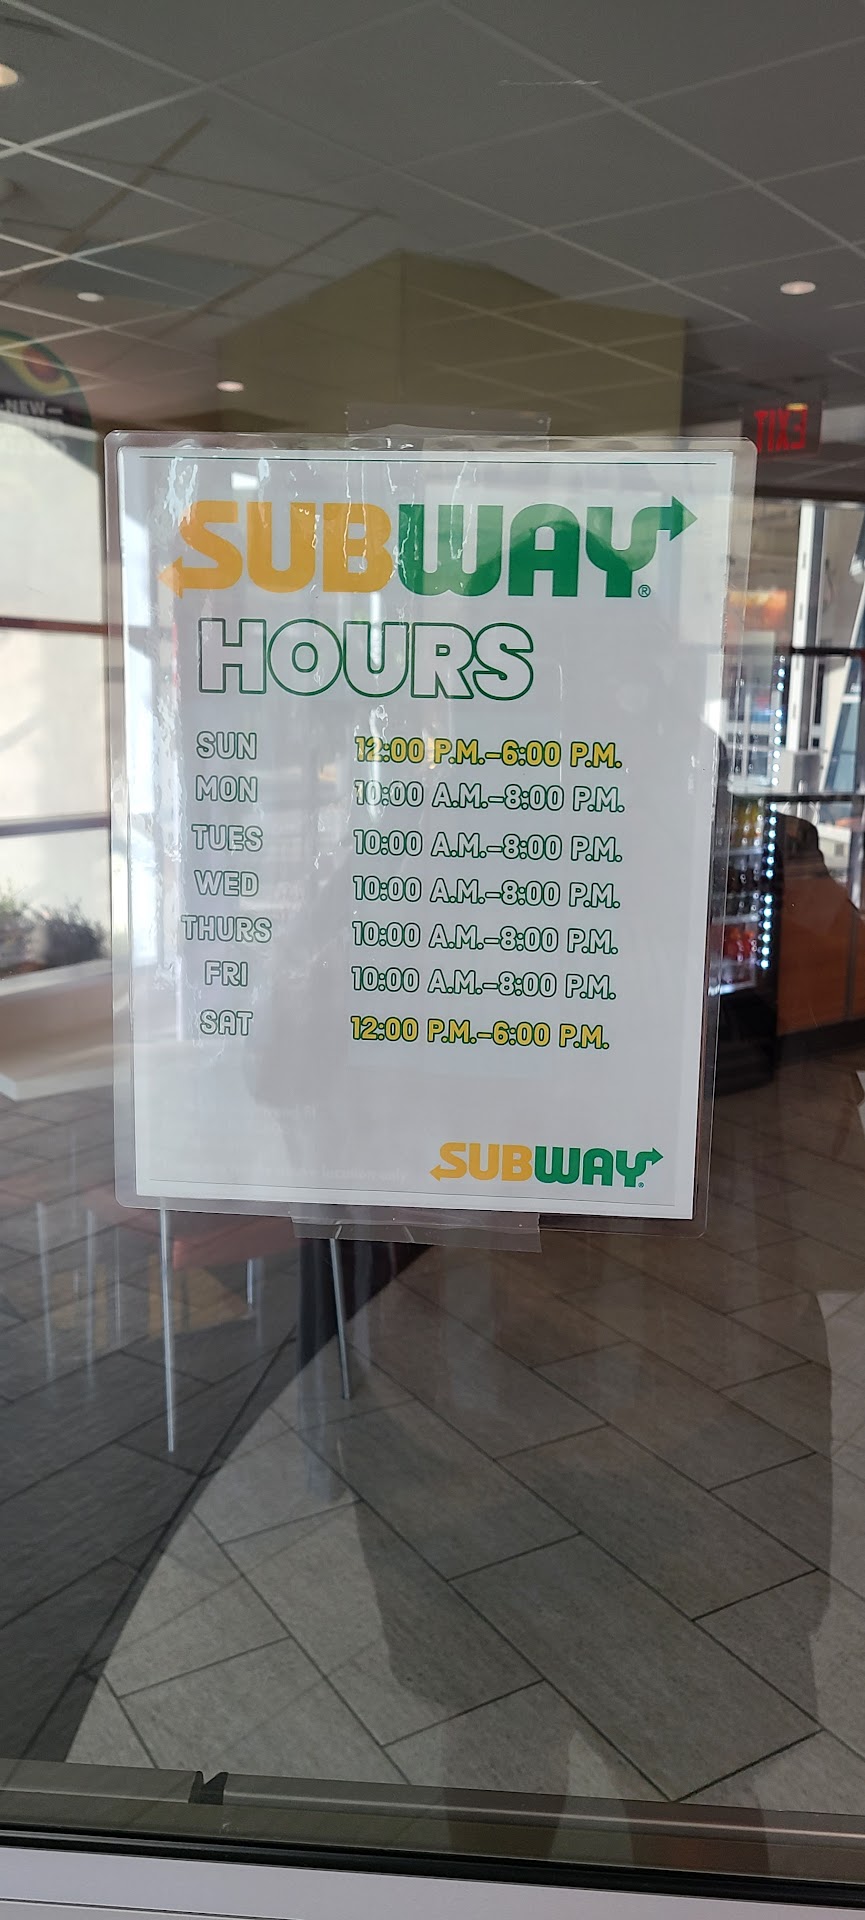 -NEW-
EXIT
SUBWAY®
HOURS
SUN 12:00 P.M.-6:00 P.M.
MON 10:00 A.M.-8:00 P.M.
TUES 10:00 A.M.-8:00 P.M.
WED 10:00 A.M.-8:00 P.M.
THURS 10:00 A.M.-8:00 P.M.
FRI 10:00 A.M.-8:00 P.M.
SAT 12:00 P.M.-6:00 P.M.
only
SUBWAY®